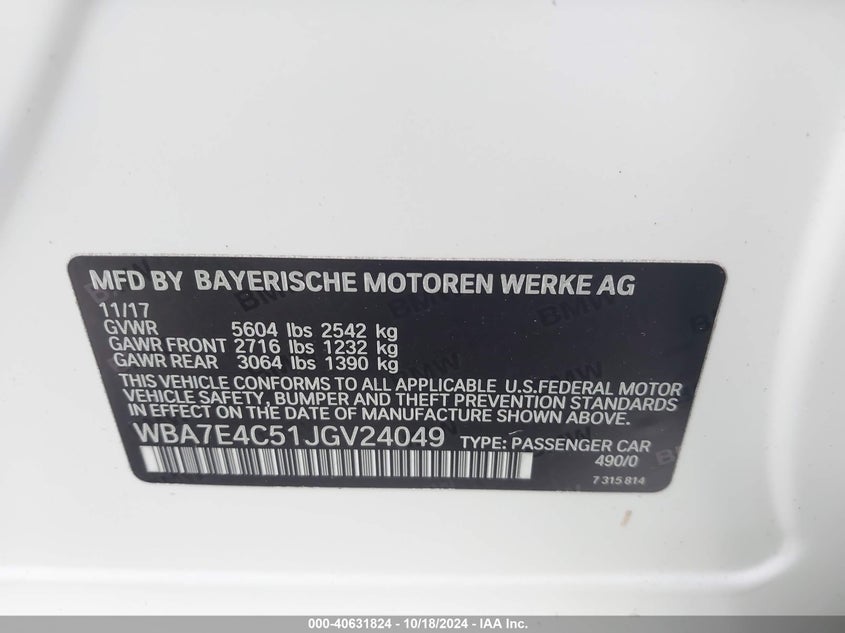 MFD BY BAYERISCHE MOTOREN WERKE AG
11/17
GVWR 5604 lbs 2542 kg
GAWR FRONT 2716 lbs 1232 kg
GAWR REAR 3064 lbs 1390 kg
THIS VEHICLE CONFORMS TO ALL APPLICABLE U.S.FEDERAL MOTOR
VEHICLE SAFETY, BUMPER AND THEFT PREVENTION STANDARDS
IN EFFECT ON THE DATE OF MANUFACTURE SHOWN ABOVE.
WBA7E4C51JGV24049 TYPE: PASSENGER CAR
490/0
7 315 814
000-40631824 - 10/18/2024 - IAA Inc.